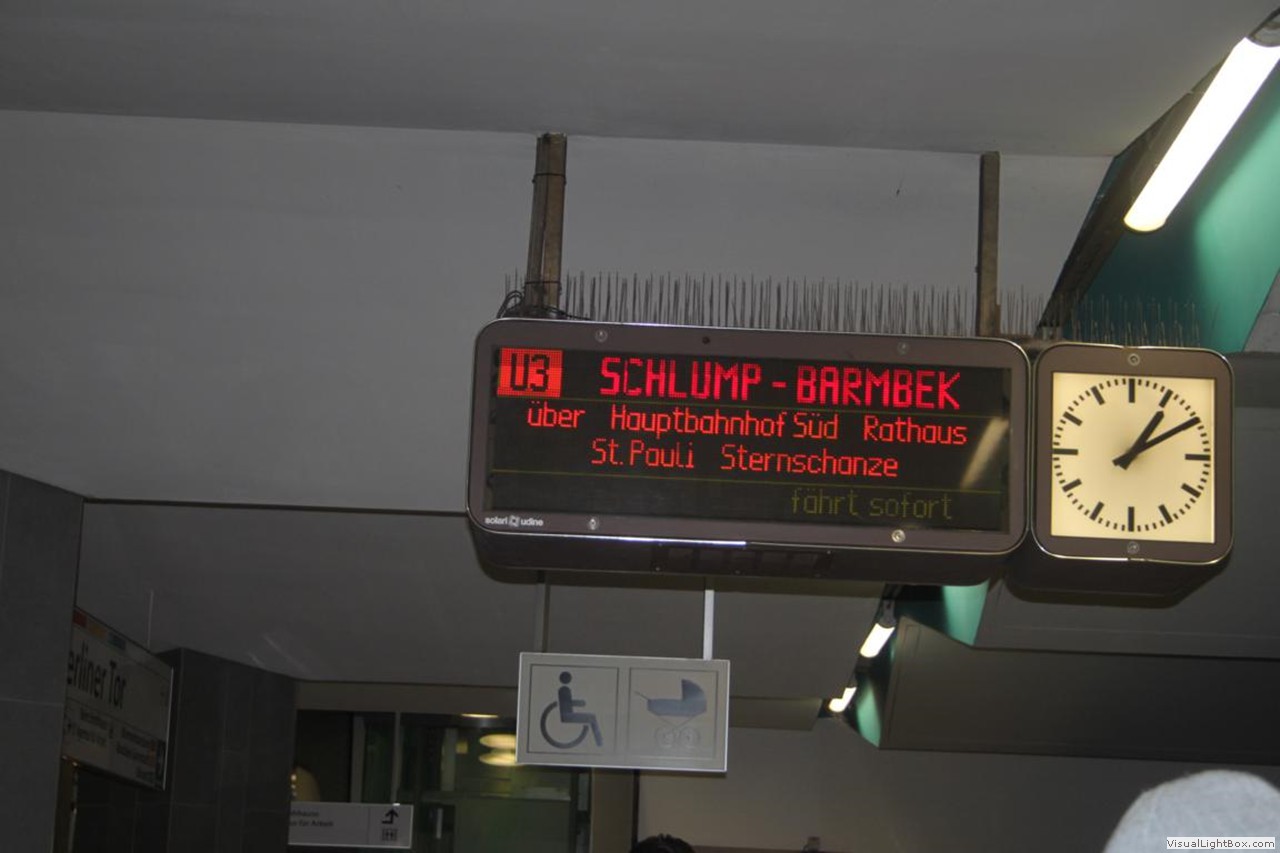 U3 SCHLUMP - BARMBEK
über Hauptbahnhof Süd Rathaus
St. Pauli Sternschanze
fährt sofort
solari udine
erliner Tor
VisualLightBox.com